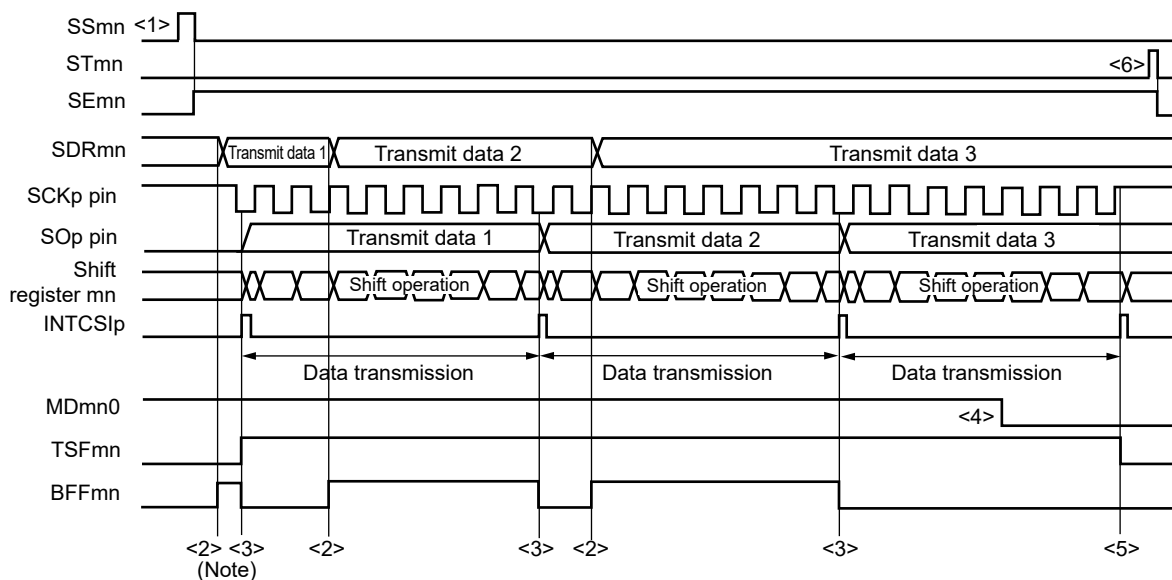 <1>
SSmn
STmn
<6>
SEmn
SDRmn
Transmit data 1
Transmit data 2
Transmit data 3
SCKp pin
SOp pin
Transmit data 1
Transmit data 2
Transmit data 3
Shift
register mn
Shift operation
Shift operation
Shift operation
INTCSIp
Data transmission
Data transmission
Data transmission
MDmn0
<4>
TSFmn
BFFmn
<2> <3> <2> <3> <2> <3> <5>
(Note)